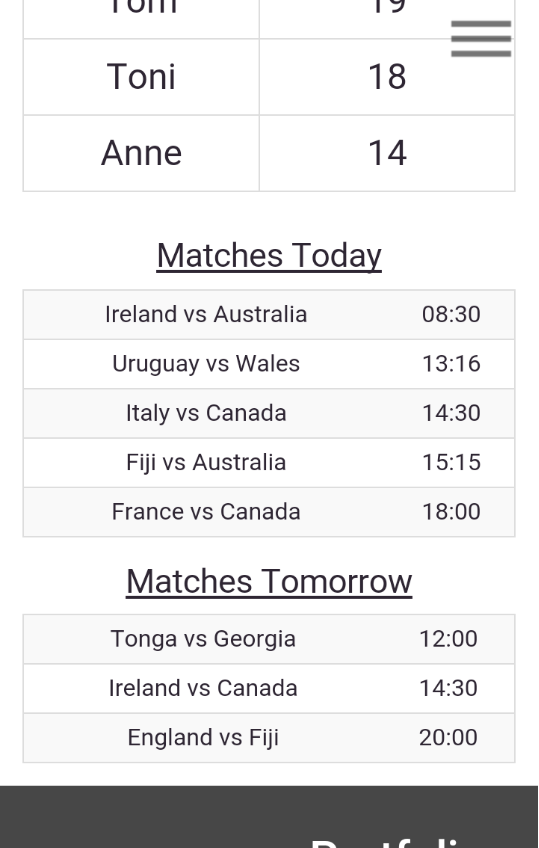 Tom 19
Toni 18
Anne 14
Matches Today
Ireland vs Australia 08:30
Uruguay vs Wales 13:16
Italy vs Canada 14:30
Fiji vs Australia 15:15
France vs Canada 18:00
Matches Tomorrow
Tonga vs Georgia 12:00
Ireland vs Canada 14:30
England vs Fiji 20:00